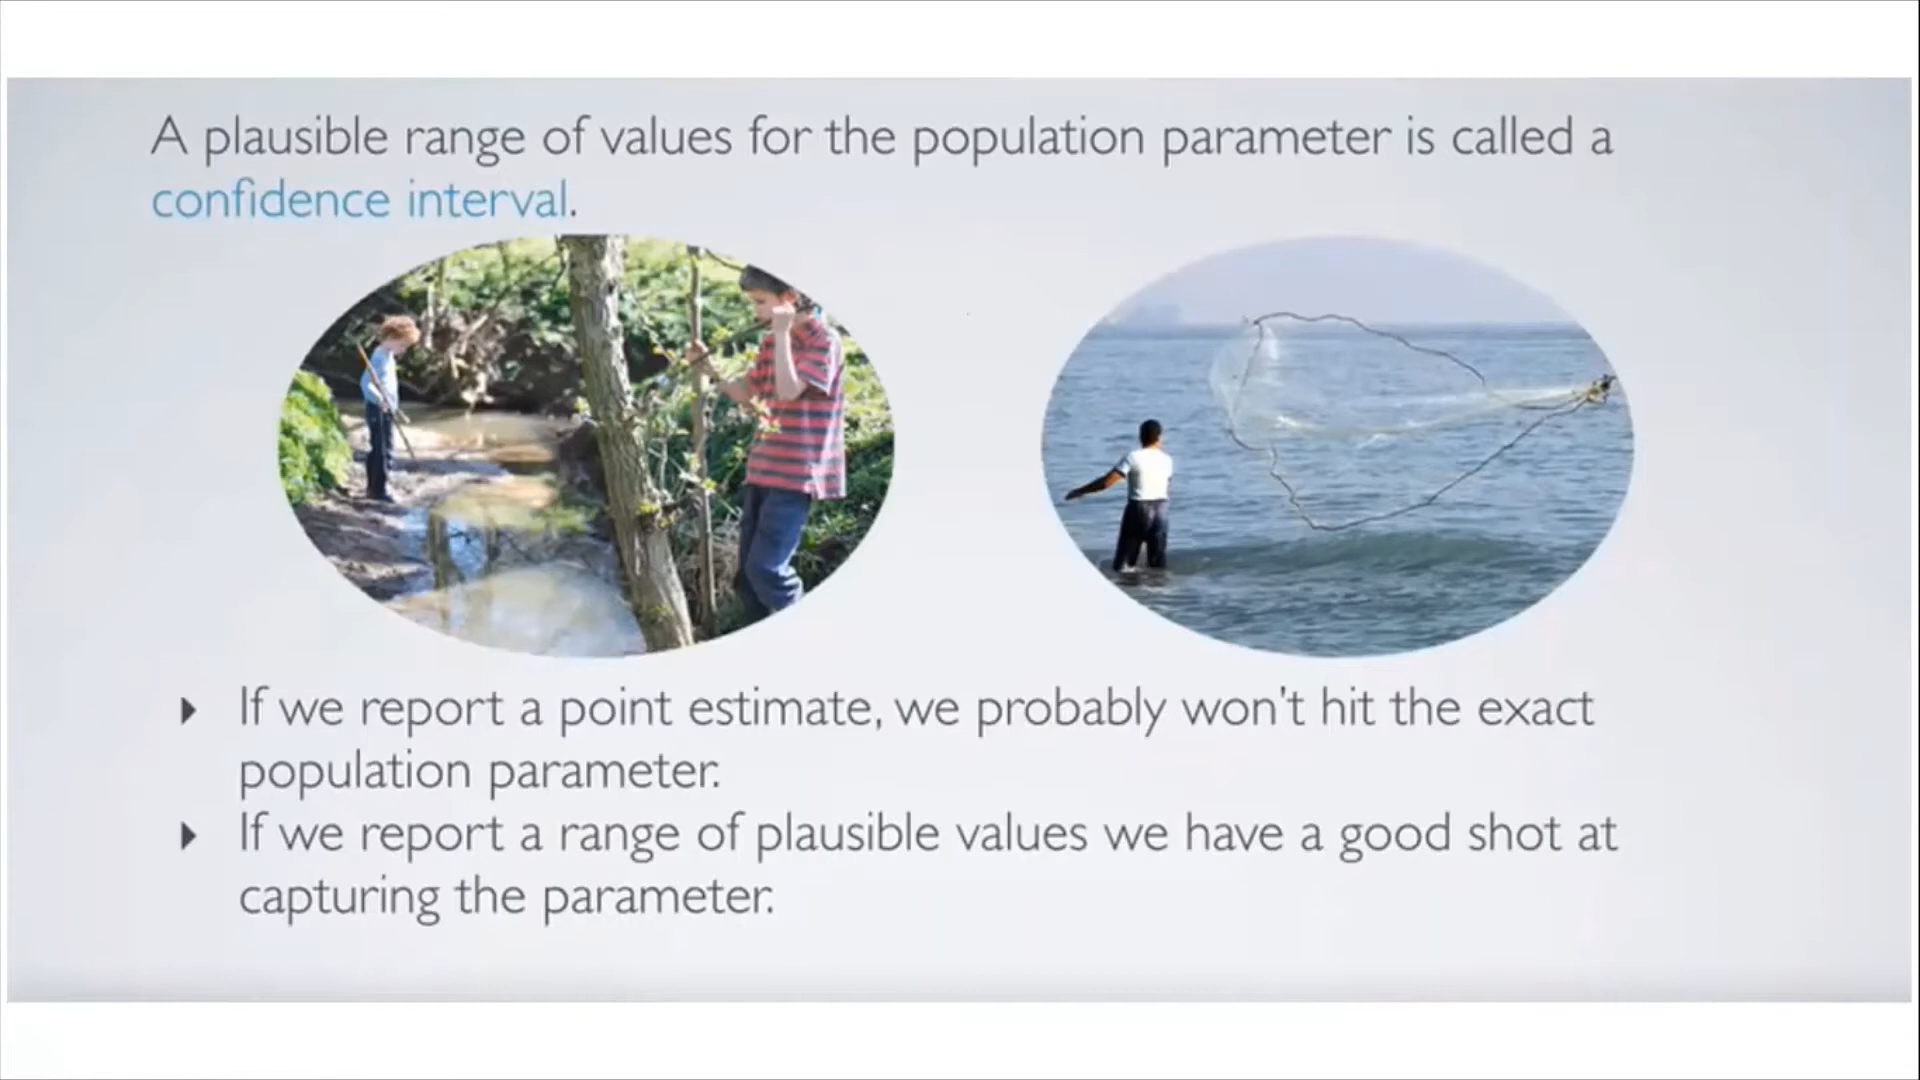 A plausible range of values for the population parameter is called a
confidence interval.
If we report a point estimate, we probably won't hit the exact
population parameter.
If we report a range of plausible values we have a good shot at
capturing the parameter.